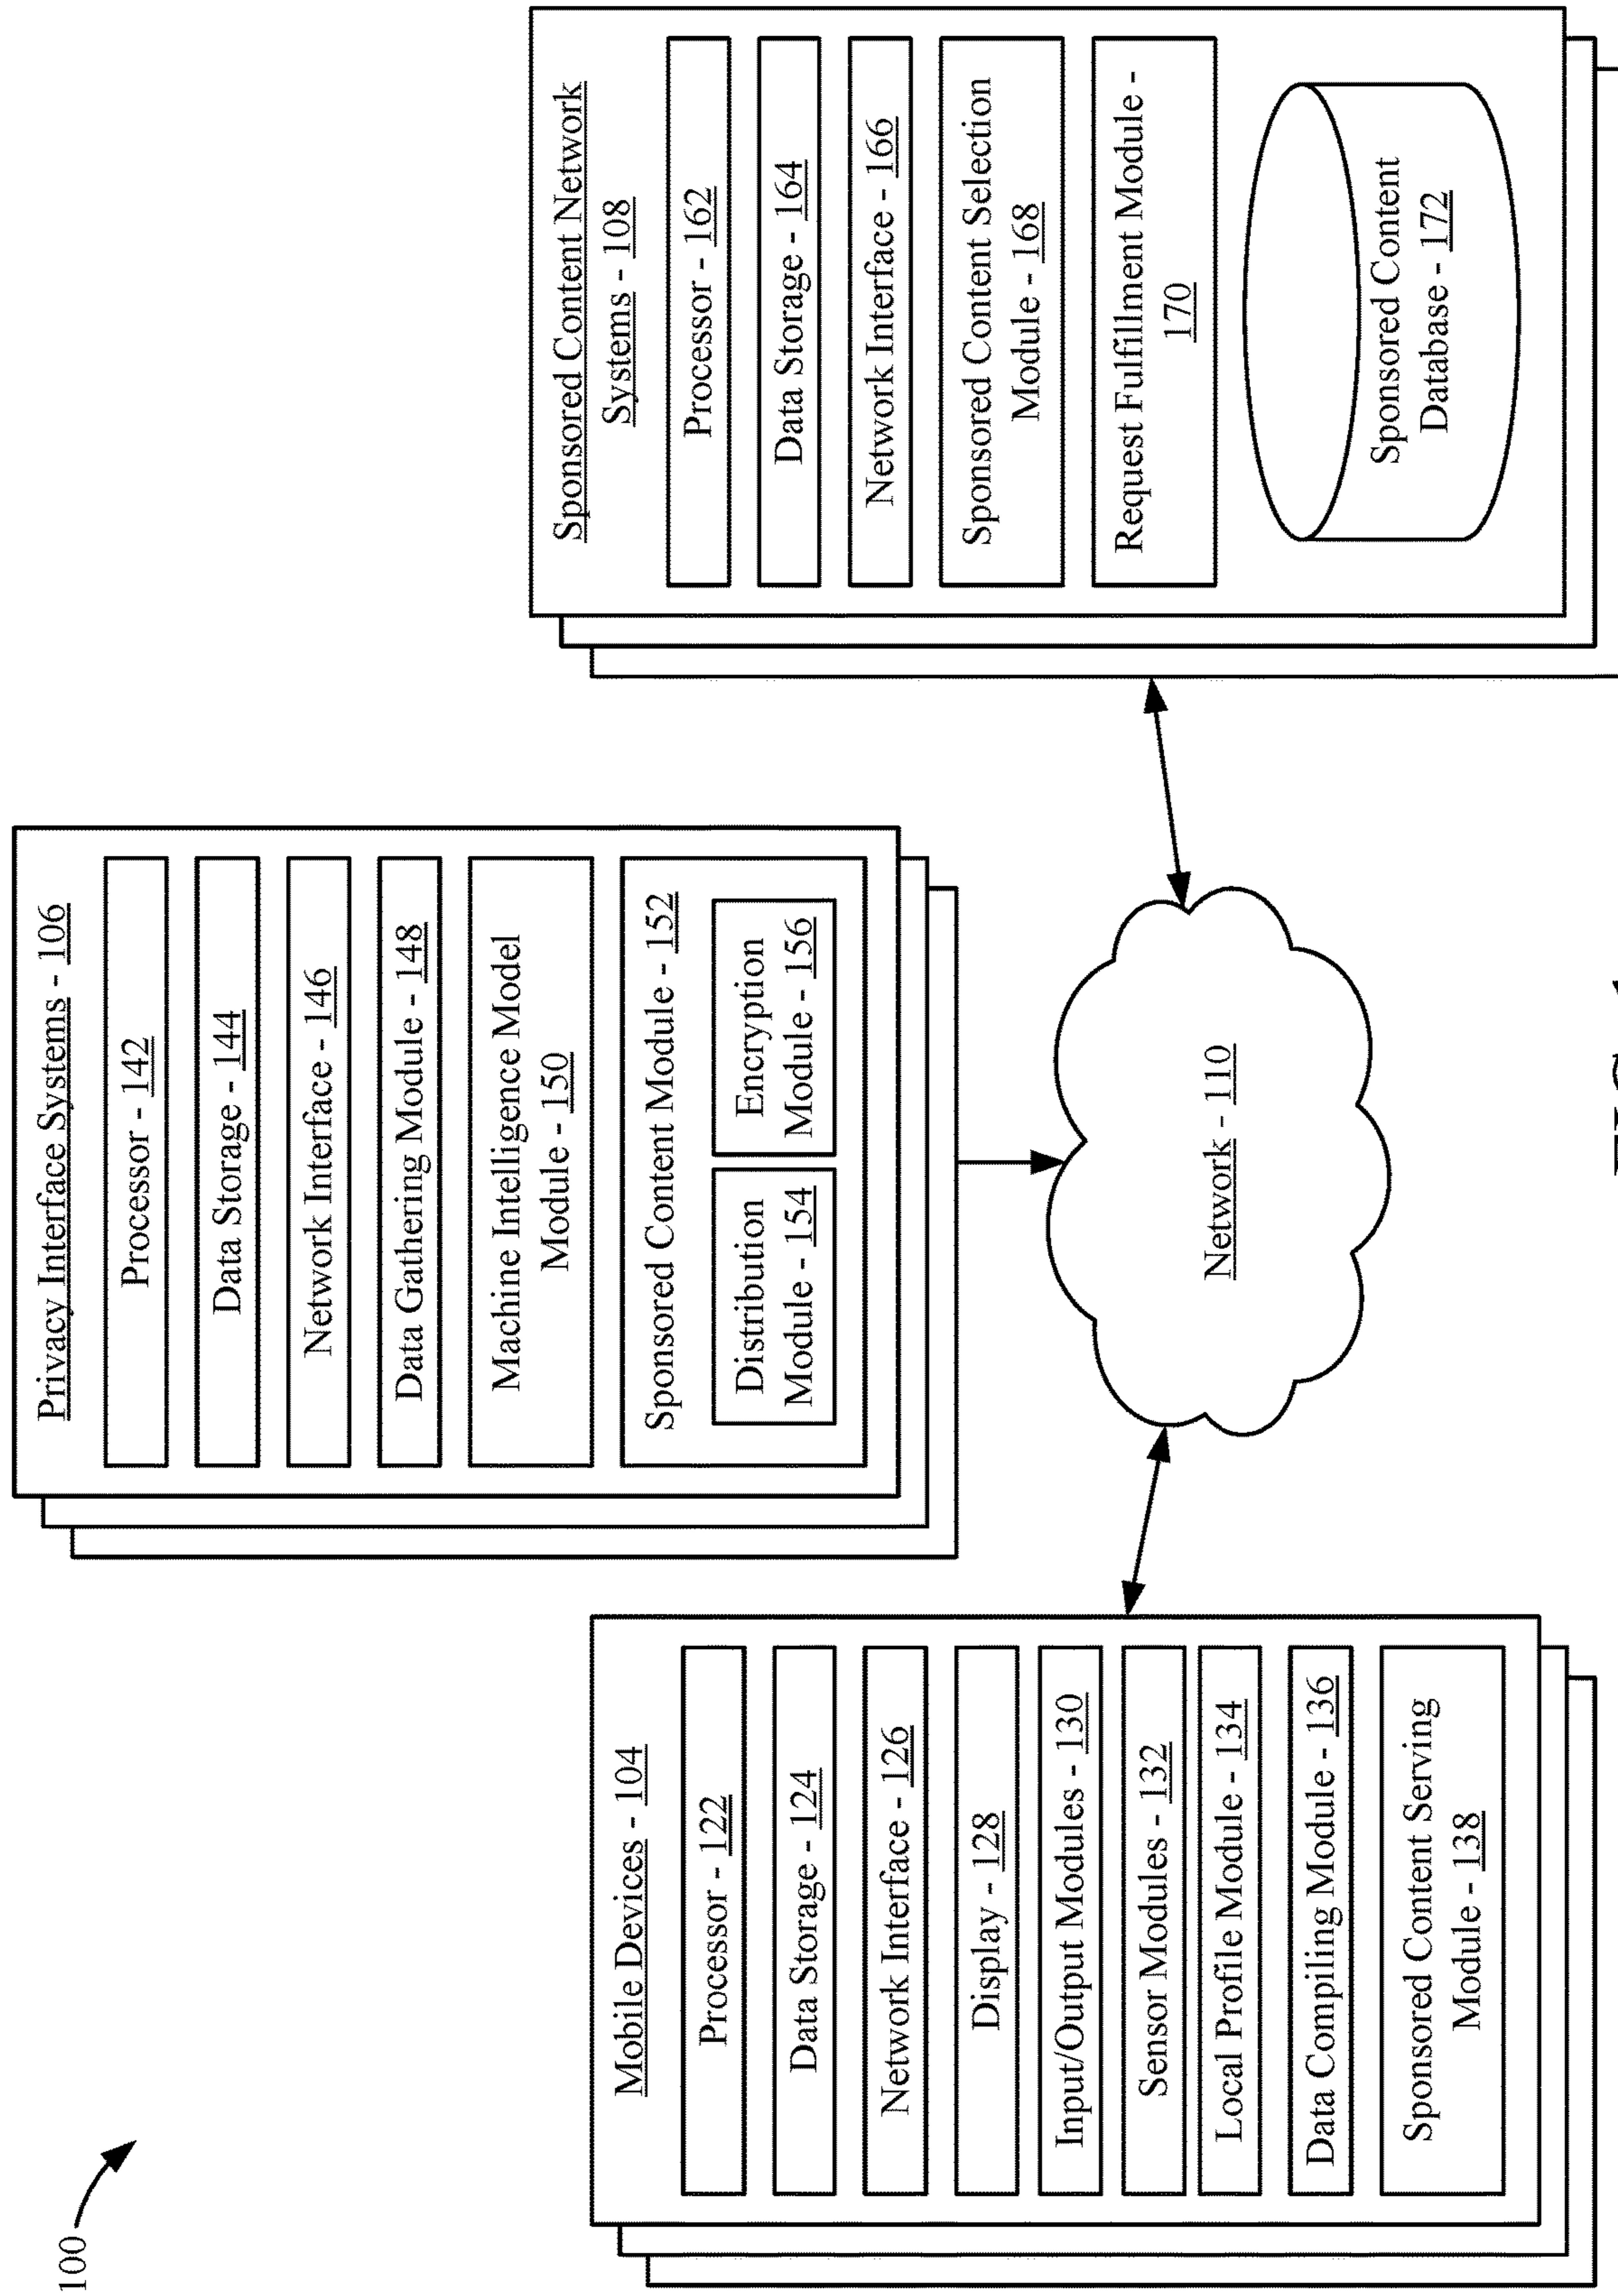 100
Mobile Devices - 104
Processor - 122
Data Storage - 124
Network Interface - 126
Display - 128
Input/Output Modules - 130
Sensor Modules - 132
Local Profile Module - 134
Data Compiling Module - 136
Sponsored Content Serving
Module - 138
Privacy Interface Systems - 106
Processor - 142
Data Storage - 144
Network Interface - 146
Data Gathering Module - 148
Machine Intelligence Model
Module - 150
Sponsored Content Module - 152
Distribution
Module - 154
Encryption
Module - 156
Network - 110
Sponsored Content Network
Systems - 108
Processor - 162
Data Storage - 164
Network Interface - 166
Sponsored Content Selection
Module - 168
Request Fulfillment Module -
170
Sponsored Content
Database - 172